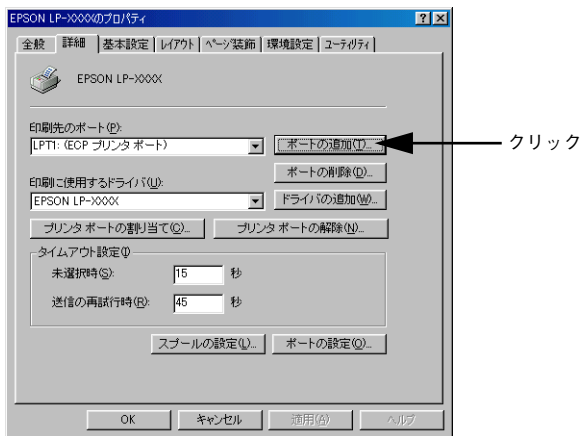 EPSON LP-XXXXのプロパティ
全般 詳細 基本設定 レイアウト ページ装飾 環境設定 ユーティリティ
EPSON LP-XXXX
印刷先のポート(P):
LPT1: (ECP プリンタ ポート) ポートの追加(T)... クリック
ポートの削除(D)...
印刷に使用するドライバ(U):
EPSON LP-XXXX ドライバの追加(W)...
プリンタ ポートの割り当て(C)... プリンタ ポートの解除(N)...
タイムアウト設定(I)
未選択時(S): 15 秒
送信の再試行時(R): 45 秒
スプールの設定(L)... ポートの設定(O)...
OK キャンセル 適用(A) ヘルプ